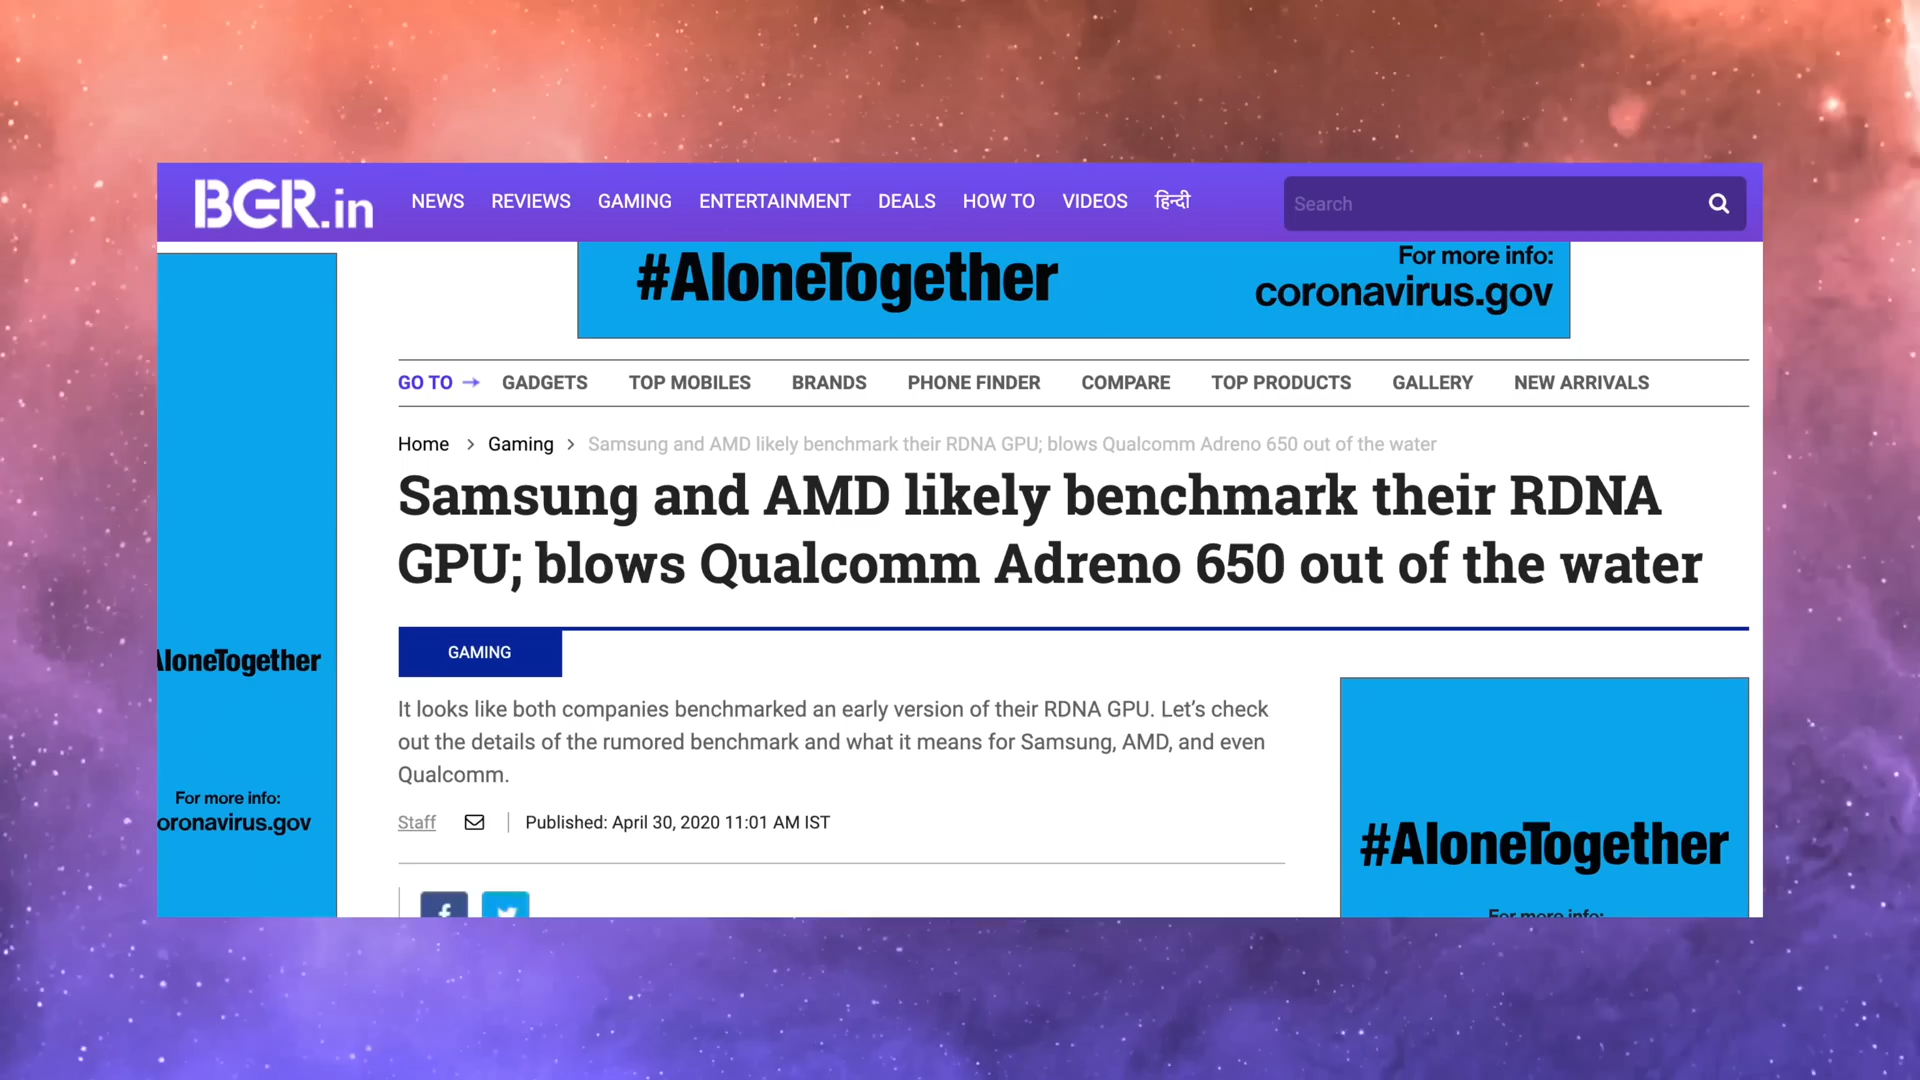 BGR.in NEWS REVIEWS GAMING ENTERTAINMENT DEALS HOW TO VIDEOS हिन्दी Search
#AloneTogether
For more info:
coronavirus.gov
GO TO → GADGETS TOP MOBILES BRANDS PHONE FINDER COMPARE TOP PRODUCTS GALLERY NEW ARRIVALS
Home > Gaming > Samsung and AMD likely benchmark their RDNA GPU; blows Qualcomm Adreno 650 out of the water
Samsung and AMD likely benchmark their RDNA
GPU; blows Qualcomm Adreno 650 out of the water
GAMING
It looks like both companies benchmarked an early version of their RDNA GPU. Let’s check
out the details of the rumored benchmark and what it means for Samsung, AMD, and even
Qualcomm.
Staff Published: April 30, 2020 11:01 AM IST
AloneTogether
For more info:
oronavirus.gov
#AloneTogether
For more info: